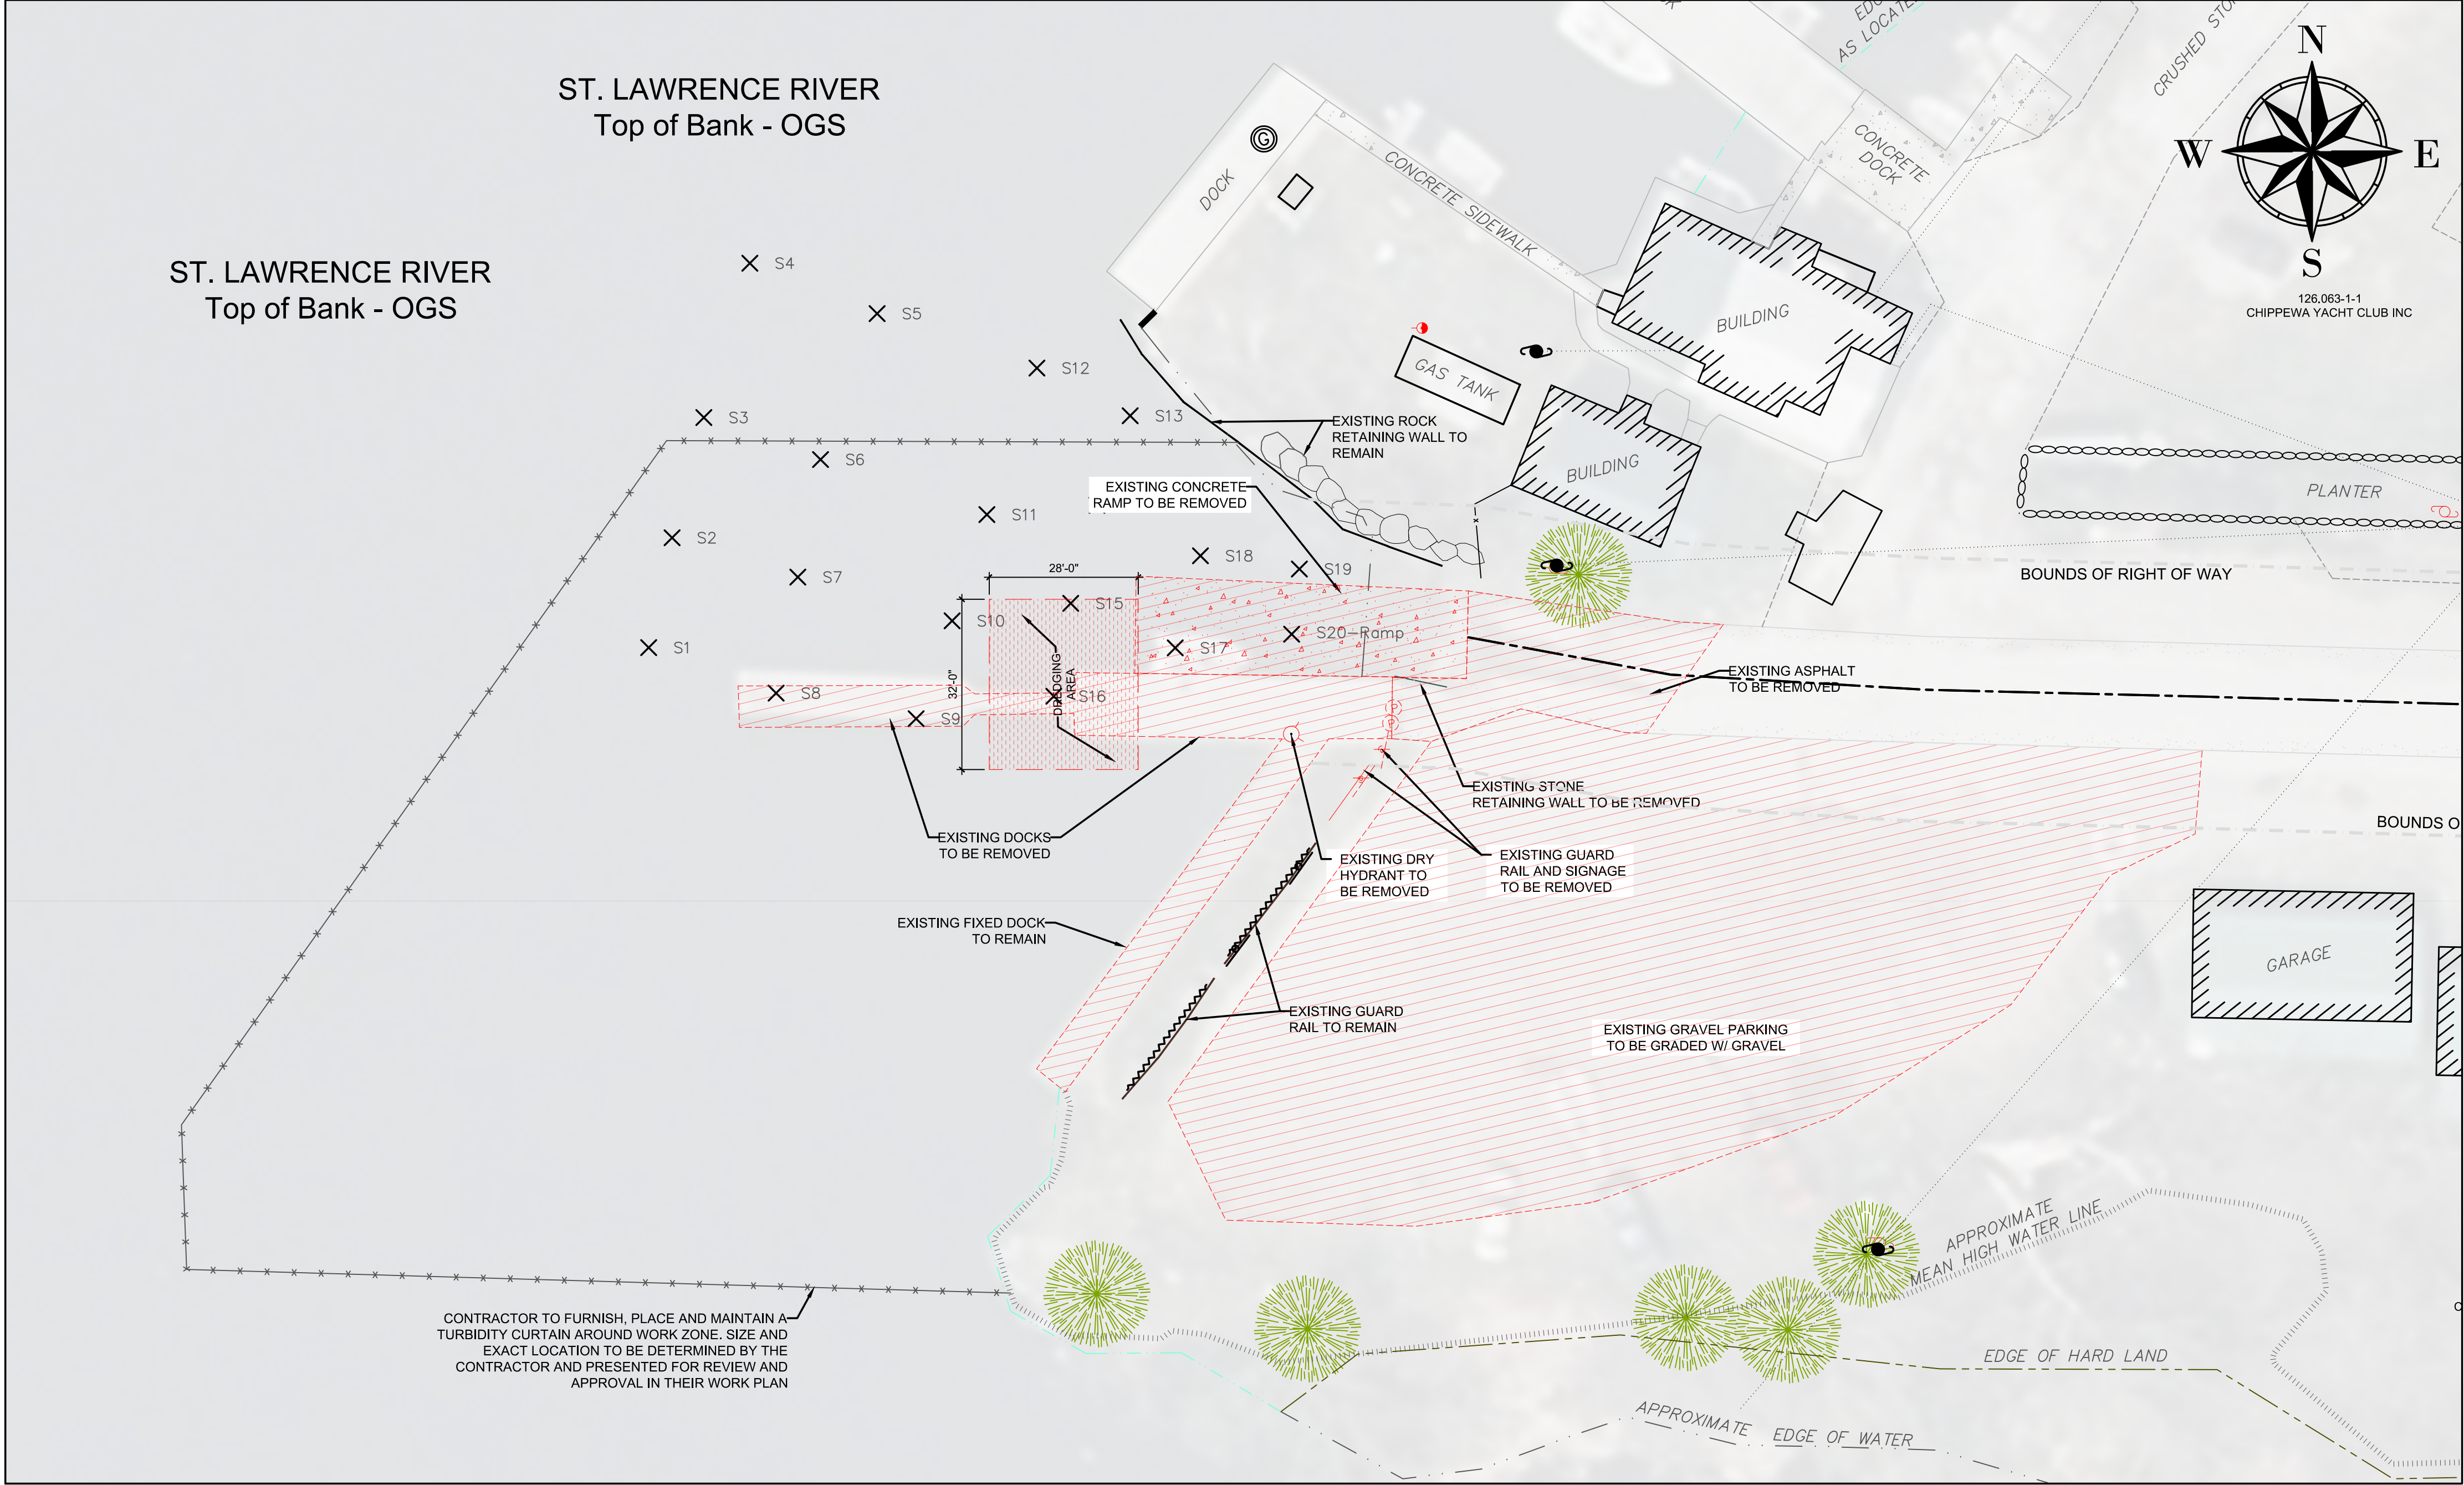 EDGE
AS LOCATE
CRUSHED STO
N
W
E
S
126.063-1-1
CHIPPEWA YACHT CLUB INC
ST. LAWRENCE RIVER
Top of Bank - OGS
ST. LAWRENCE RIVER
Top of Bank - OGS
G
DOCK
CONCRETE SIDEWALK
CONCRETE
DOCK
BUILDING
GAS TANK
BUILDING
PLANTER
S4
S5
S12
S3
S13
S6
S11
S2
S7
S18
S19
S15
S10
S1
S17
S20-Ramp
S8
S9
S16
EXISTING ROCK
RETAINING WALL TO
REMAIN
EXISTING CONCRETE
RAMP TO BE REMOVED
28'-0"
32'-0"
DREDGING
AREA
BOUNDS OF RIGHT OF WAY
EXISTING ASPHALT
TO BE REMOVED
P
P
EXISTING STONE
RETAINING WALL TO BE REMOVED
BOUNDS O
EXISTING DOCKS
TO BE REMOVED
EXISTING DRY
HYDRANT TO
BE REMOVED
EXISTING GUARD
RAIL AND SIGNAGE
TO BE REMOVED
EXISTING FIXED DOCK
TO REMAIN
GARAGE
EXISTING GUARD
RAIL TO REMAIN
EXISTING GRAVEL PARKING
TO BE GRADED W/ GRAVEL
APPROXIMATE
MEAN HIGH WATER LINE
CONTRACTOR TO FURNISH, PLACE AND MAINTAIN A
TURBIDITY CURTAIN AROUND WORK ZONE. SIZE AND
EXACT LOCATION TO BE DETERMINED BY THE
CONTRACTOR AND PRESENTED FOR REVIEW AND
APPROVAL IN THEIR WORK PLAN
EDGE OF HARD LAND
APPROXIMATE EDGE OF WATER